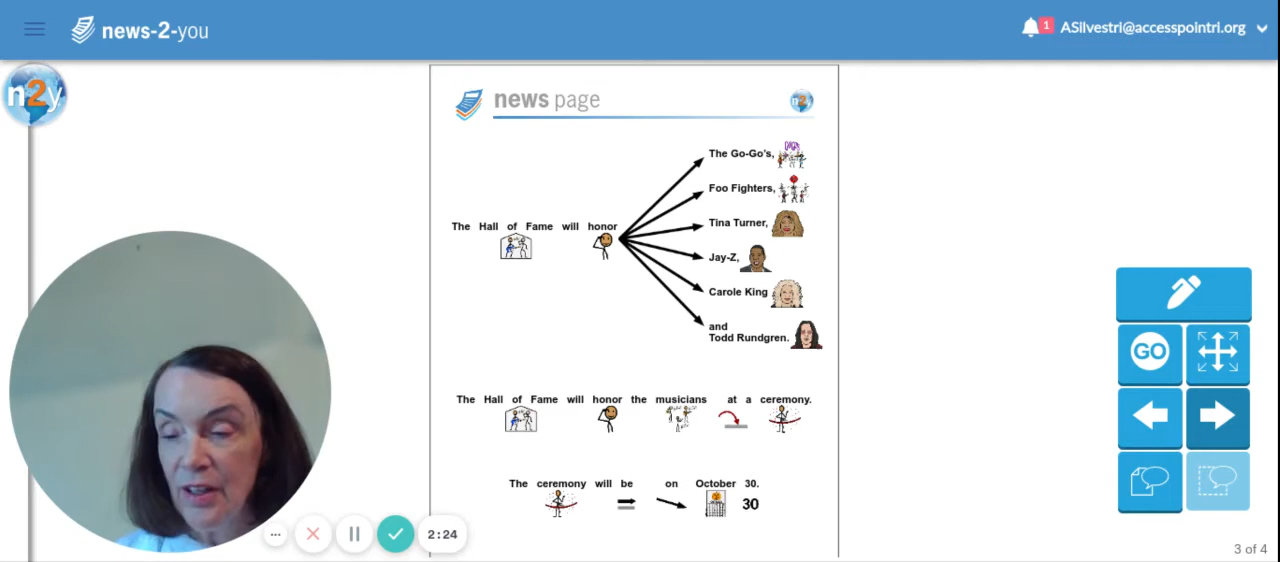 news-2-you
1 ASilvestri@accesspointri.org
n2y
news page
n2y
The Go-Go's,
Foo Fighters,
The Hall of Fame will honor
Tina Turner,
Jay-Z,
Carole King
and
Todd Rundgren.
The Hall of Fame will honor the musicians at a ceremony.
The ceremony will be on October 30.
30
GO
2:24
3 of 4